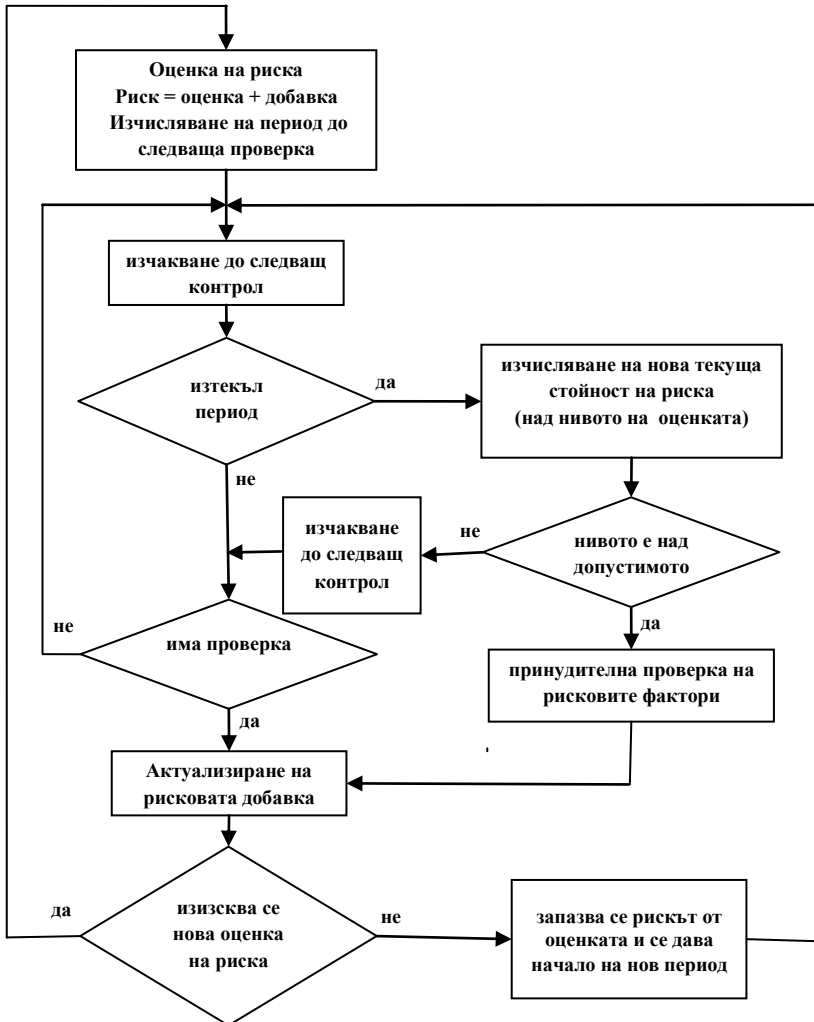 Оценка на риска
Риск = оценка + добавка
Изчисляване на период до
следваща проверка
изчакване до следващ
контрол
изтекъл
период
да
изчисляване на нова текуща
стойност на риска
(над нивото на оценката)
не
изчакване
до следващ
контрол
не
нивото е над
допустимото
да
не
има проверка
принудителна проверка на
рисковите фактори
да
Актуализиране на
рисковата добавка
да
изизсква се
нова оценка
на риска
не
запазва се рискът от
оценката и се дава
начало на нов период